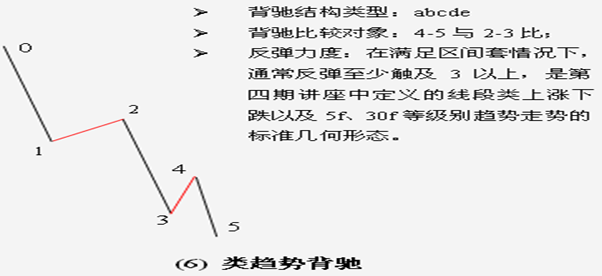 ➢ 背驰结构类型：abcde
➢ 背驰比较对象：4-5 与 2-3 比；
➢ 反弹力度：在满足区间套情况下，
通常反弹至少触及 3 以上，是第
四期讲座中定义的线段类上涨下
跌以及 5f、30f 等级别趋势走势的
标准几何形态。
0
2
1
4
3
5
(6) 类趋势背驰